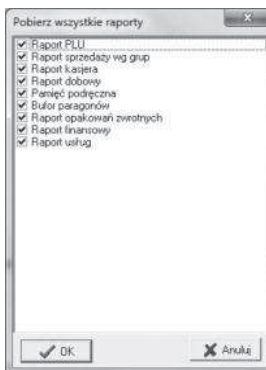 Pobierz wszystkie raporty
Raport PLU
Raport sprzedaży wg grup
Raport kasjera
Raport dobowy
Pamięć podręczna
Bufor paragonów
Raport opakowań zwrotnych
Raport finansowy
Raport usług
OK
Anuluj